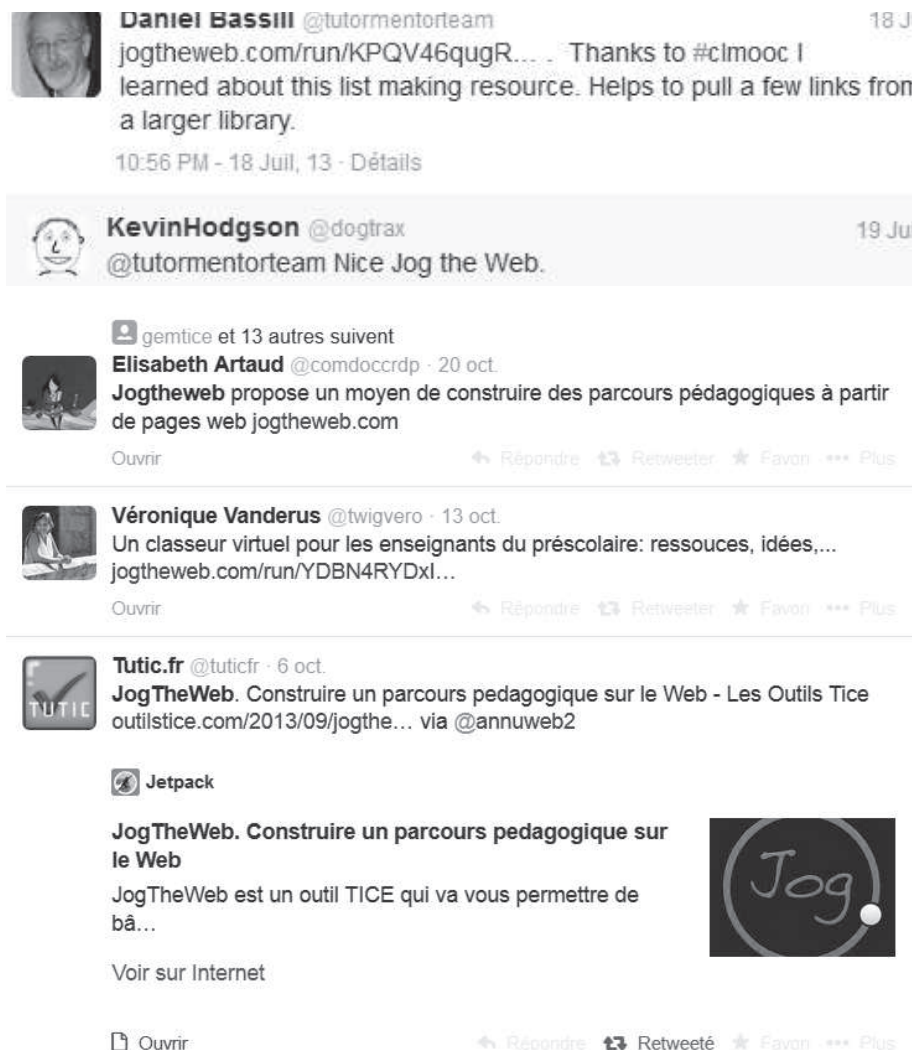 Daniel Bassill @tutormentorteam 18 J
jogtheweb.com/run/KPQV46qugR... . Thanks to #clmooc I
learned about this list making resource. Helps to pull a few links from
a larger library.
10:56 PM - 18 Juil, 13 · Détails
KevinHodgson @dogtrax 19 Jui
@tutormentorteam Nice Jog the Web.
gemtice et 13 autres suivent
Elisabeth Artaud @comdoccrdp · 20 oct.
Jogtheweb propose un moyen de construire des parcours pédagogiques à partir
de pages web jogtheweb.com
Ouvrir Répondre Retweeter Favori Plus
Véronique Vanderus @twigvero · 13 oct.
Un classeur virtuel pour les enseignants du préscolaire: ressouces, idées,...
jogtheweb.com/run/YDBN4RYDxI…
Ouvrir Répondre Retweeter Favori Plus
TUTIC
Tutic.fr @tuticfr · 6 oct.
JogTheWeb. Construire un parcours pedagogique sur le Web - Les Outils Tice
outilstice.com/2013/09/jogthe… via @annuweb2
Jetpack
JogTheWeb. Construire un parcours pedagogique sur
le Web
Jog
JogTheWeb est un outil TICE qui va vous permettre de
bâ…
Voir sur Internet
Ouvrir Répondre Retweeté Favori Plus